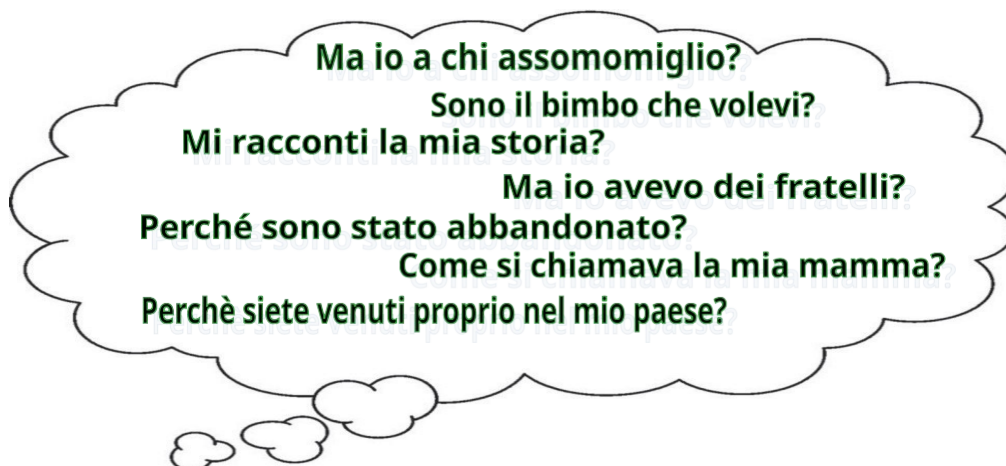 Ma io a chi assomomiglio?
Sono il bimbo che volevi?
Mi racconti la mia storia?
Ma io avevo dei fratelli?
Perché sono stato abbandonato?
Come si chiamava la mia mamma?
Perchè siete venuti proprio nel mio paese?